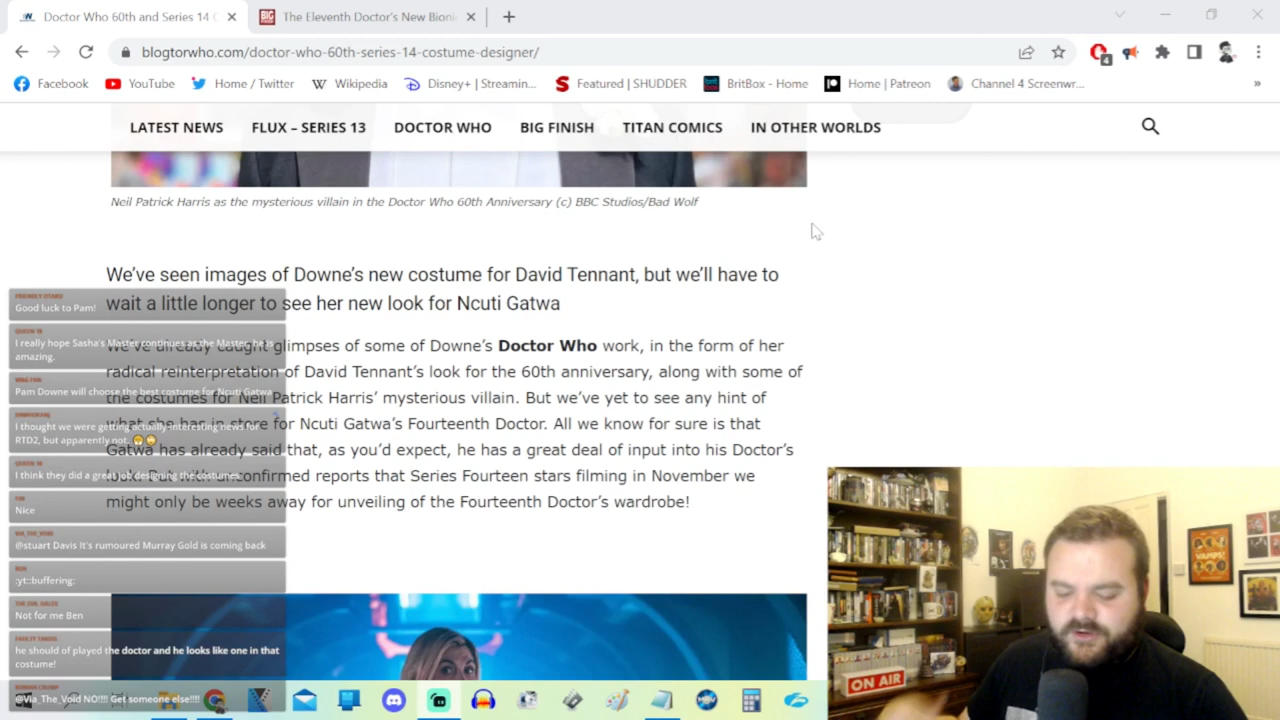 Doctor Who 60th and Series 14 C
The Eleventh Doctor's New Bioni
blogtorwho.com/doctor-who-60th-series-14-costume-designer/
4
Facebook
YouTube
Home / Twitter
Wikipedia
Disney+ | Streamin...
Featured | SHUDDER
BritBox - Home
Home | Patreon
Channel 4 Screenwr...
»
LATEST NEWS
FLUX – SERIES 13
DOCTOR WHO
BIG FINISH
TITAN COMICS
IN OTHER WORLDS
Neil Patrick Harris as the mysterious villain in the Doctor Who 60th Anniversary (c) BBC Studios/Bad Wolf
We've seen images of Downe's new costume for David Tennant, but we'll have to
wait a little longer to see her new look for Ncuti Gatwa
We've already caught glimpses of some of Downe's Doctor Who work, in the form of her
radical reinterpretation of David Tennant's look for the 60th anniversary, along with some of
the costumes for Neil Patrick Harris' mysterious villain. But we've yet to see any hint of
what she has in store for Ncuti Gatwa's Fourteenth Doctor. All we know for sure is that
Gatwa has already said that, as you'd expect, he has a great deal of input into his Doctor's
confirmed reports that Series Fourteen stars filming in November we
might only be weeks away for unveiling of the Fourteenth Doctor's wardrobe!
Good luck to Pam!
QUEEN 18
I really hope Sasha's Master continues as the Master, he is
amazing.
Pam Downe will choose the best costume for Ncuti Gatwa
I thought we were getting actually interesting news for
RTD2, but apparently not.
QUEEN 18
I think they did a great job designing the costumes
Nice
VIA_THE_VOID
@stuart Davis It's rumoured Murray Gold is coming back
:yt::buffering:
Not for me Ben
he should of played the doctor and he looks like one in that
costume!
@Via_The_Void NO!!!! Get someone else!!!!
VAMPS!
ON AIR